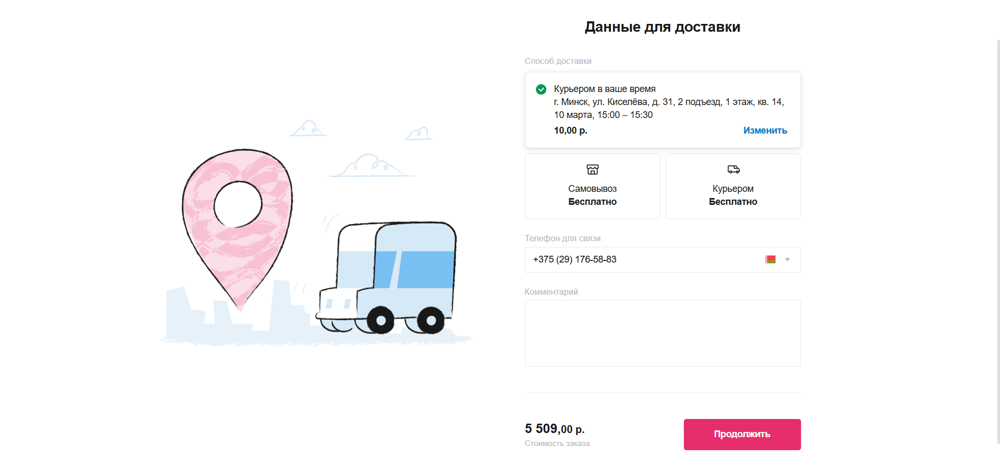 Данные для доставки
Способ доставки
Курьером в ваше время
г. Минск, ул. Киселёва, д. 31, 2 подъезд, 1 этаж, кв. 14,
10 марта, 15:00 – 15:30
10,00 р.
Изменить
Самовывоз
Бесплатно
Курьером
Бесплатно
Телефон для связи
+375 (29) 176-58-83
Комментарий
5 509,00 р.
Стоимость заказа
Продолжить